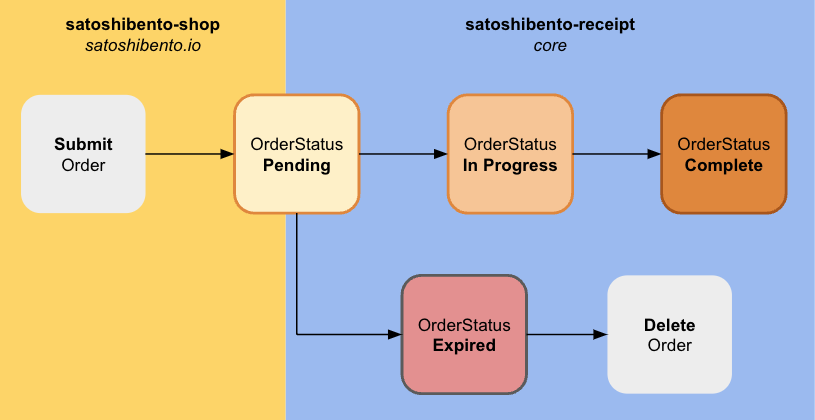 satoshibento-shop
satoshibento.io
satoshibento-receipt
core
Submit
Order
OrderStatus
Pending
OrderStatus
In Progress
OrderStatus
Complete
OrderStatus
Expired
Delete
Order